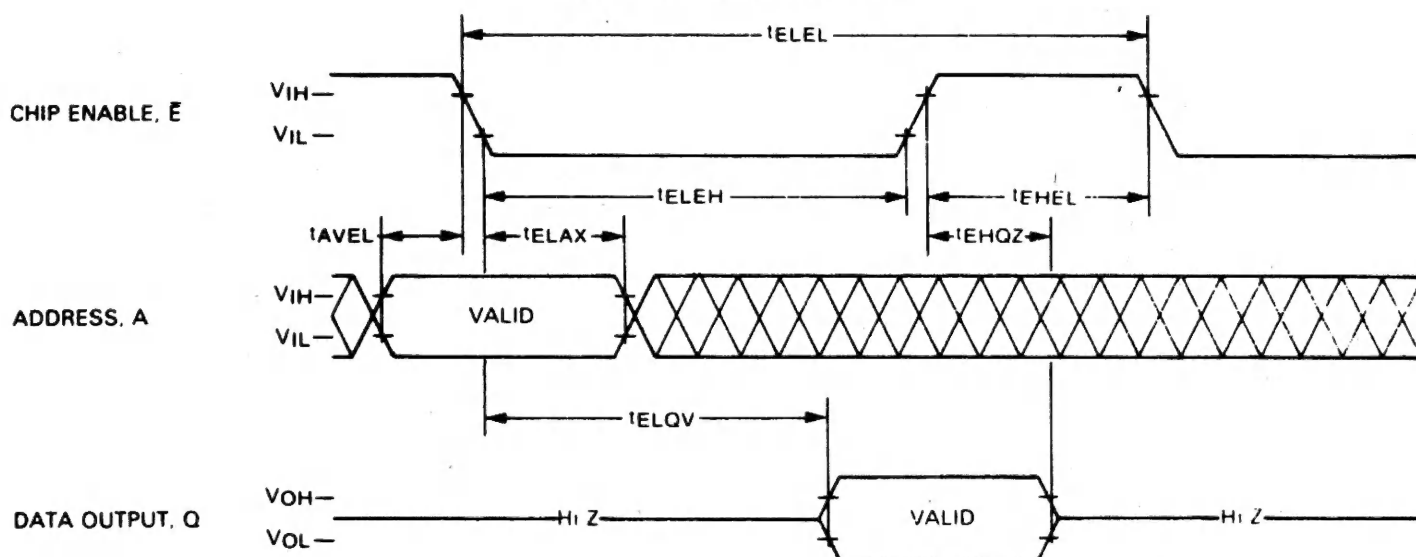 tELEL
CHIP ENABLE, Ē
VIH
VIL
tELEH
tEHEL
tAVEL
tELAX
tEHQZ
ADDRESS, A
VIH
VIL
VALID
tELQV
DATA OUTPUT, Q
VOH
VOL
Hi Z
VALID
Hi Z